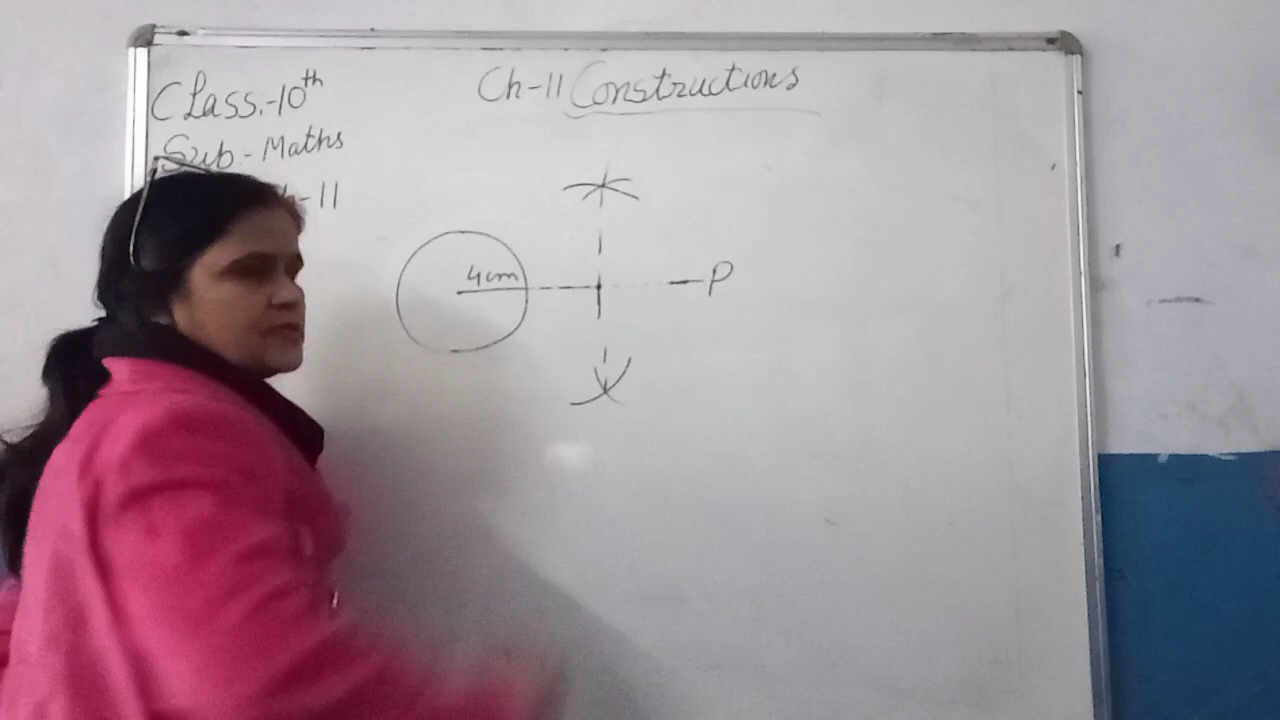 Class:-10th
Ch-11 Constructions
Sub:- Maths
-11
4cm
P